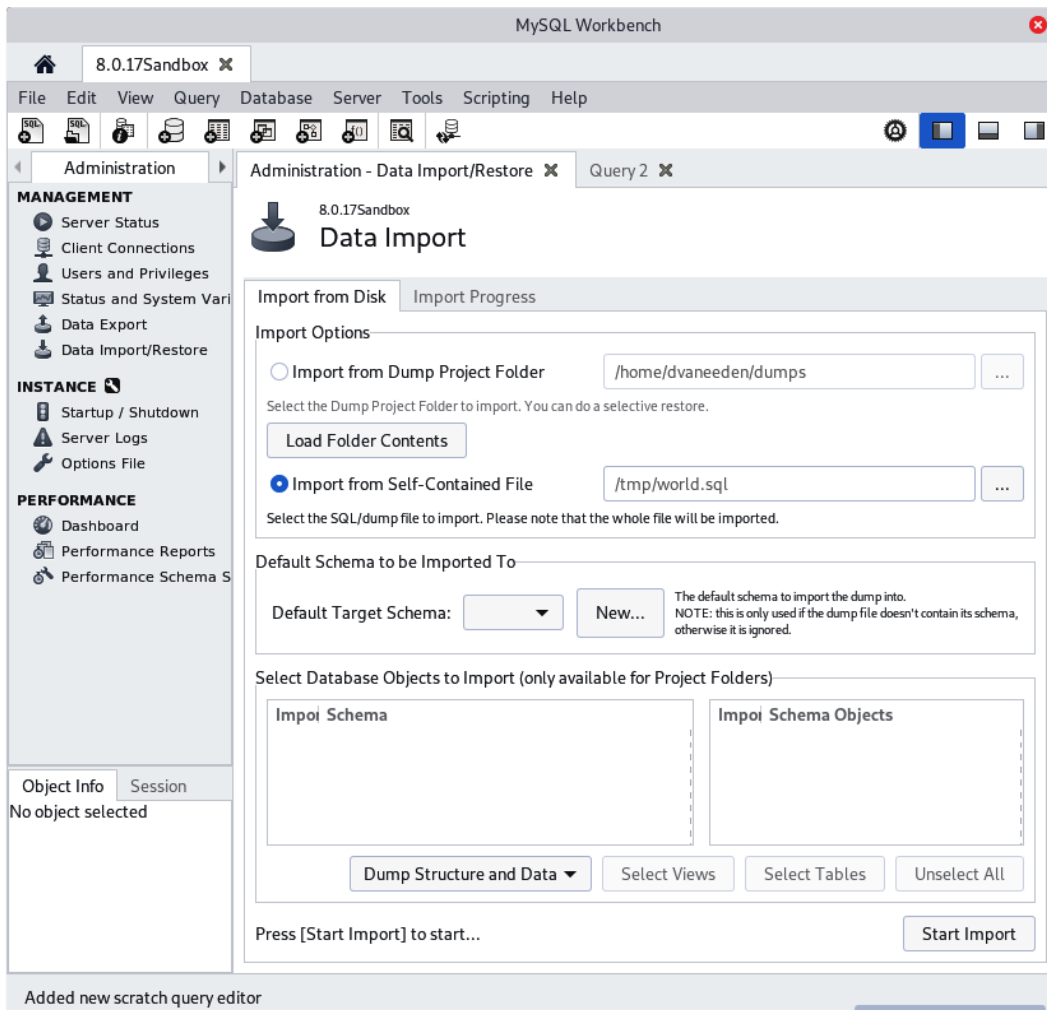 MySQL Workbench
8.0.17Sandbox
File Edit View Query Database Server Tools Scripting Help
SQL SQL
Administration
MANAGEMENT
Server Status
Client Connections
Users and Privileges
Status and System Vari
Data Export
Data Import/Restore
INSTANCE
Startup / Shutdown
Server Logs
Options File
PERFORMANCE
Dashboard
Performance Reports
Performance Schema S
Object Info Session
No object selected
Administration - Data Import/Restore Query 2
8.0.17Sandbox
Data Import
Import from Disk Import Progress
Import Options
Import from Dump Project Folder /home/dvaneeden/dumps ...
Select the Dump Project Folder to import. You can do a selective restore.
Load Folder Contents
Import from Self-Contained File /tmp/world.sql ...
Select the SQL/dump file to import. Please note that the whole file will be imported.
Default Schema to be Imported To
Default Target Schema: New...
The default schema to import the dump into.
NOTE: this is only used if the dump file doesn't contain its schema,
otherwise it is ignored.
Select Database Objects to Import (only available for Project Folders)
Impor Schema Impor Schema Objects
Dump Structure and Data Select Views Select Tables Unselect All
Press [Start Import] to start... Start Import
Added new scratch query editor